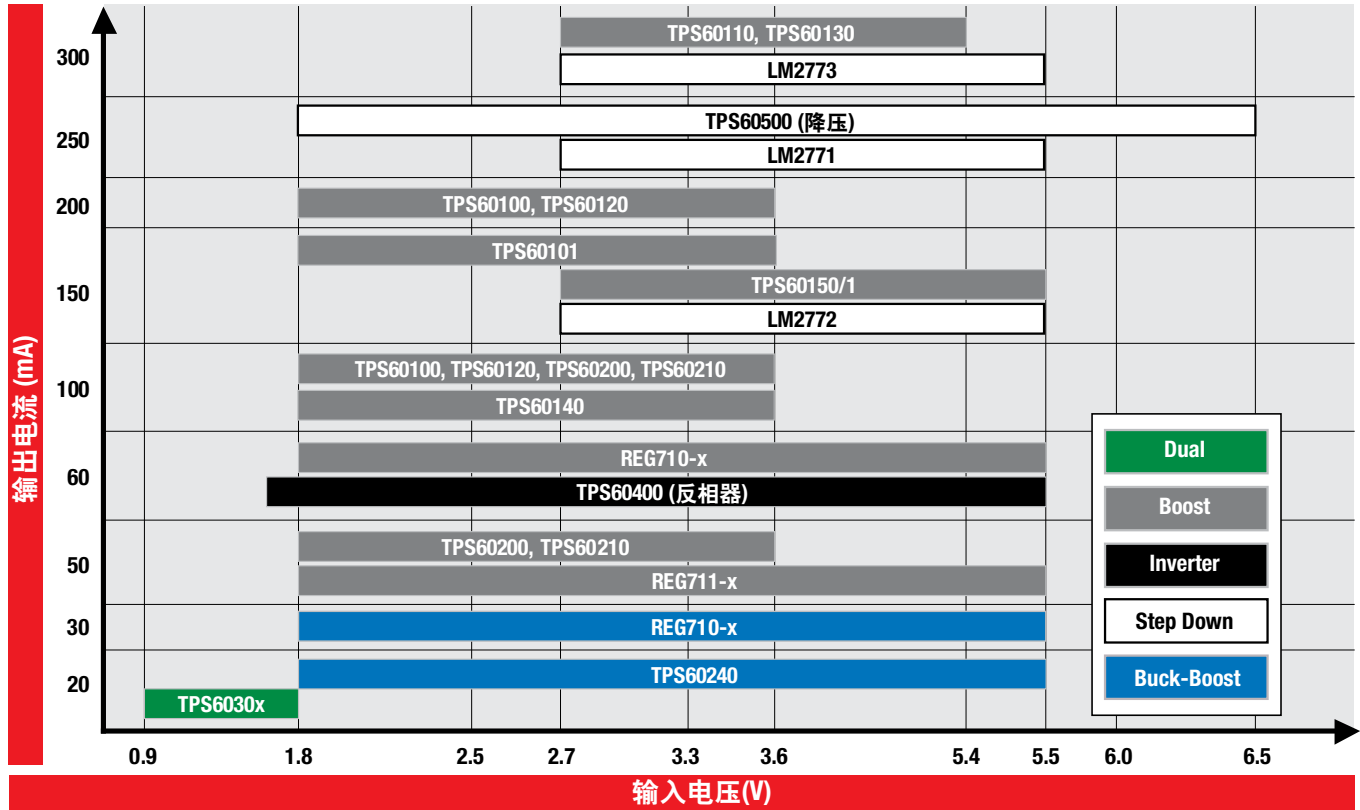 输出电流 (mA)
300
TPS60110, TPS60130
LM2773
250
TPS60500 (降压)
LM2771
200
TPS60100, TPS60120
150
TPS60101
TPS60150/1
LM2772
100
TPS60100, TPS60120, TPS60200, TPS60210
TPS60140
60
REG710-x
TPS60400 (反相器)
50
TPS60200, TPS60210
REG711-x
30
REG710-x
20
TPS60240
TPS6030x
Dual
Boost
Inverter
Step Down
Buck-Boost
0.9 1.8 2.5 2.7 3.3 3.6 5.4 5.5 6.0 6.5
输入电压(V)